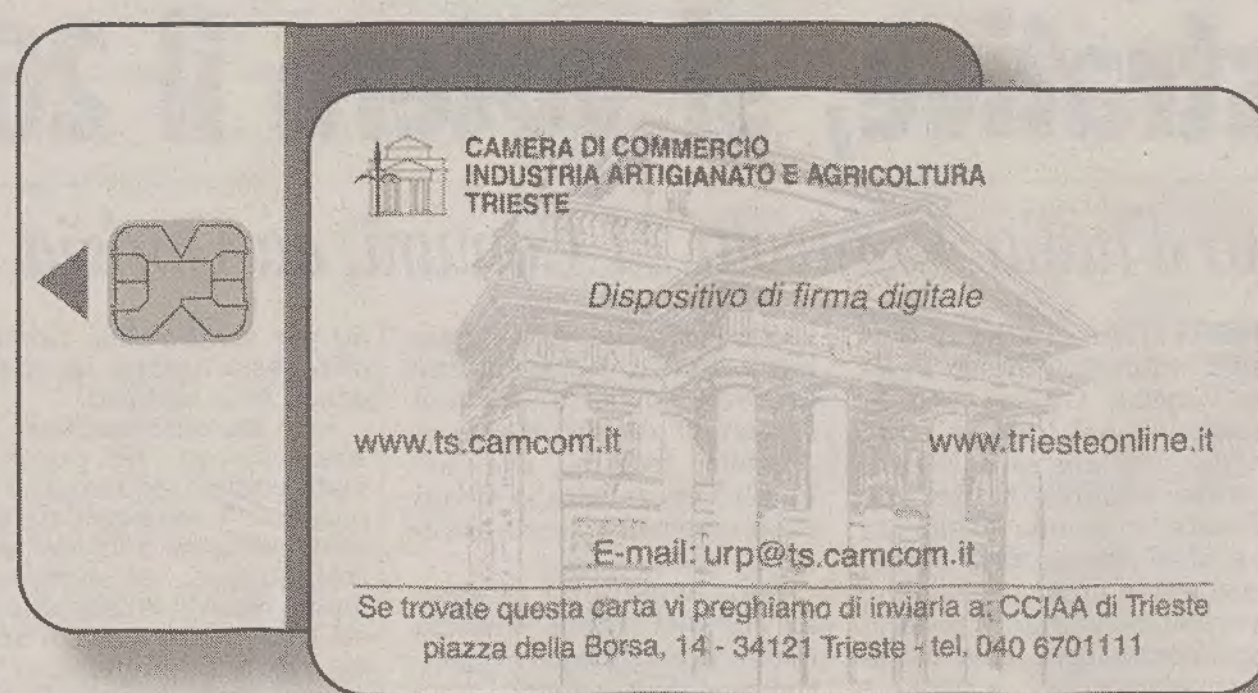 CAMERA DI COMMERCIO
INDUSTRIA ARTIGIANATO E AGRICOLTURA
TRIESTE
Dispositivo di firma digitale
www.ts.camcom.it
www.triesteonline.it
E-mail: urp@ts.camcom.it
Se trovate questa carta vi preghiamo di inviarla a: CCIAA di Trieste
piazza della Borsa, 14 - 34121 Trieste - tel. 040 6701111